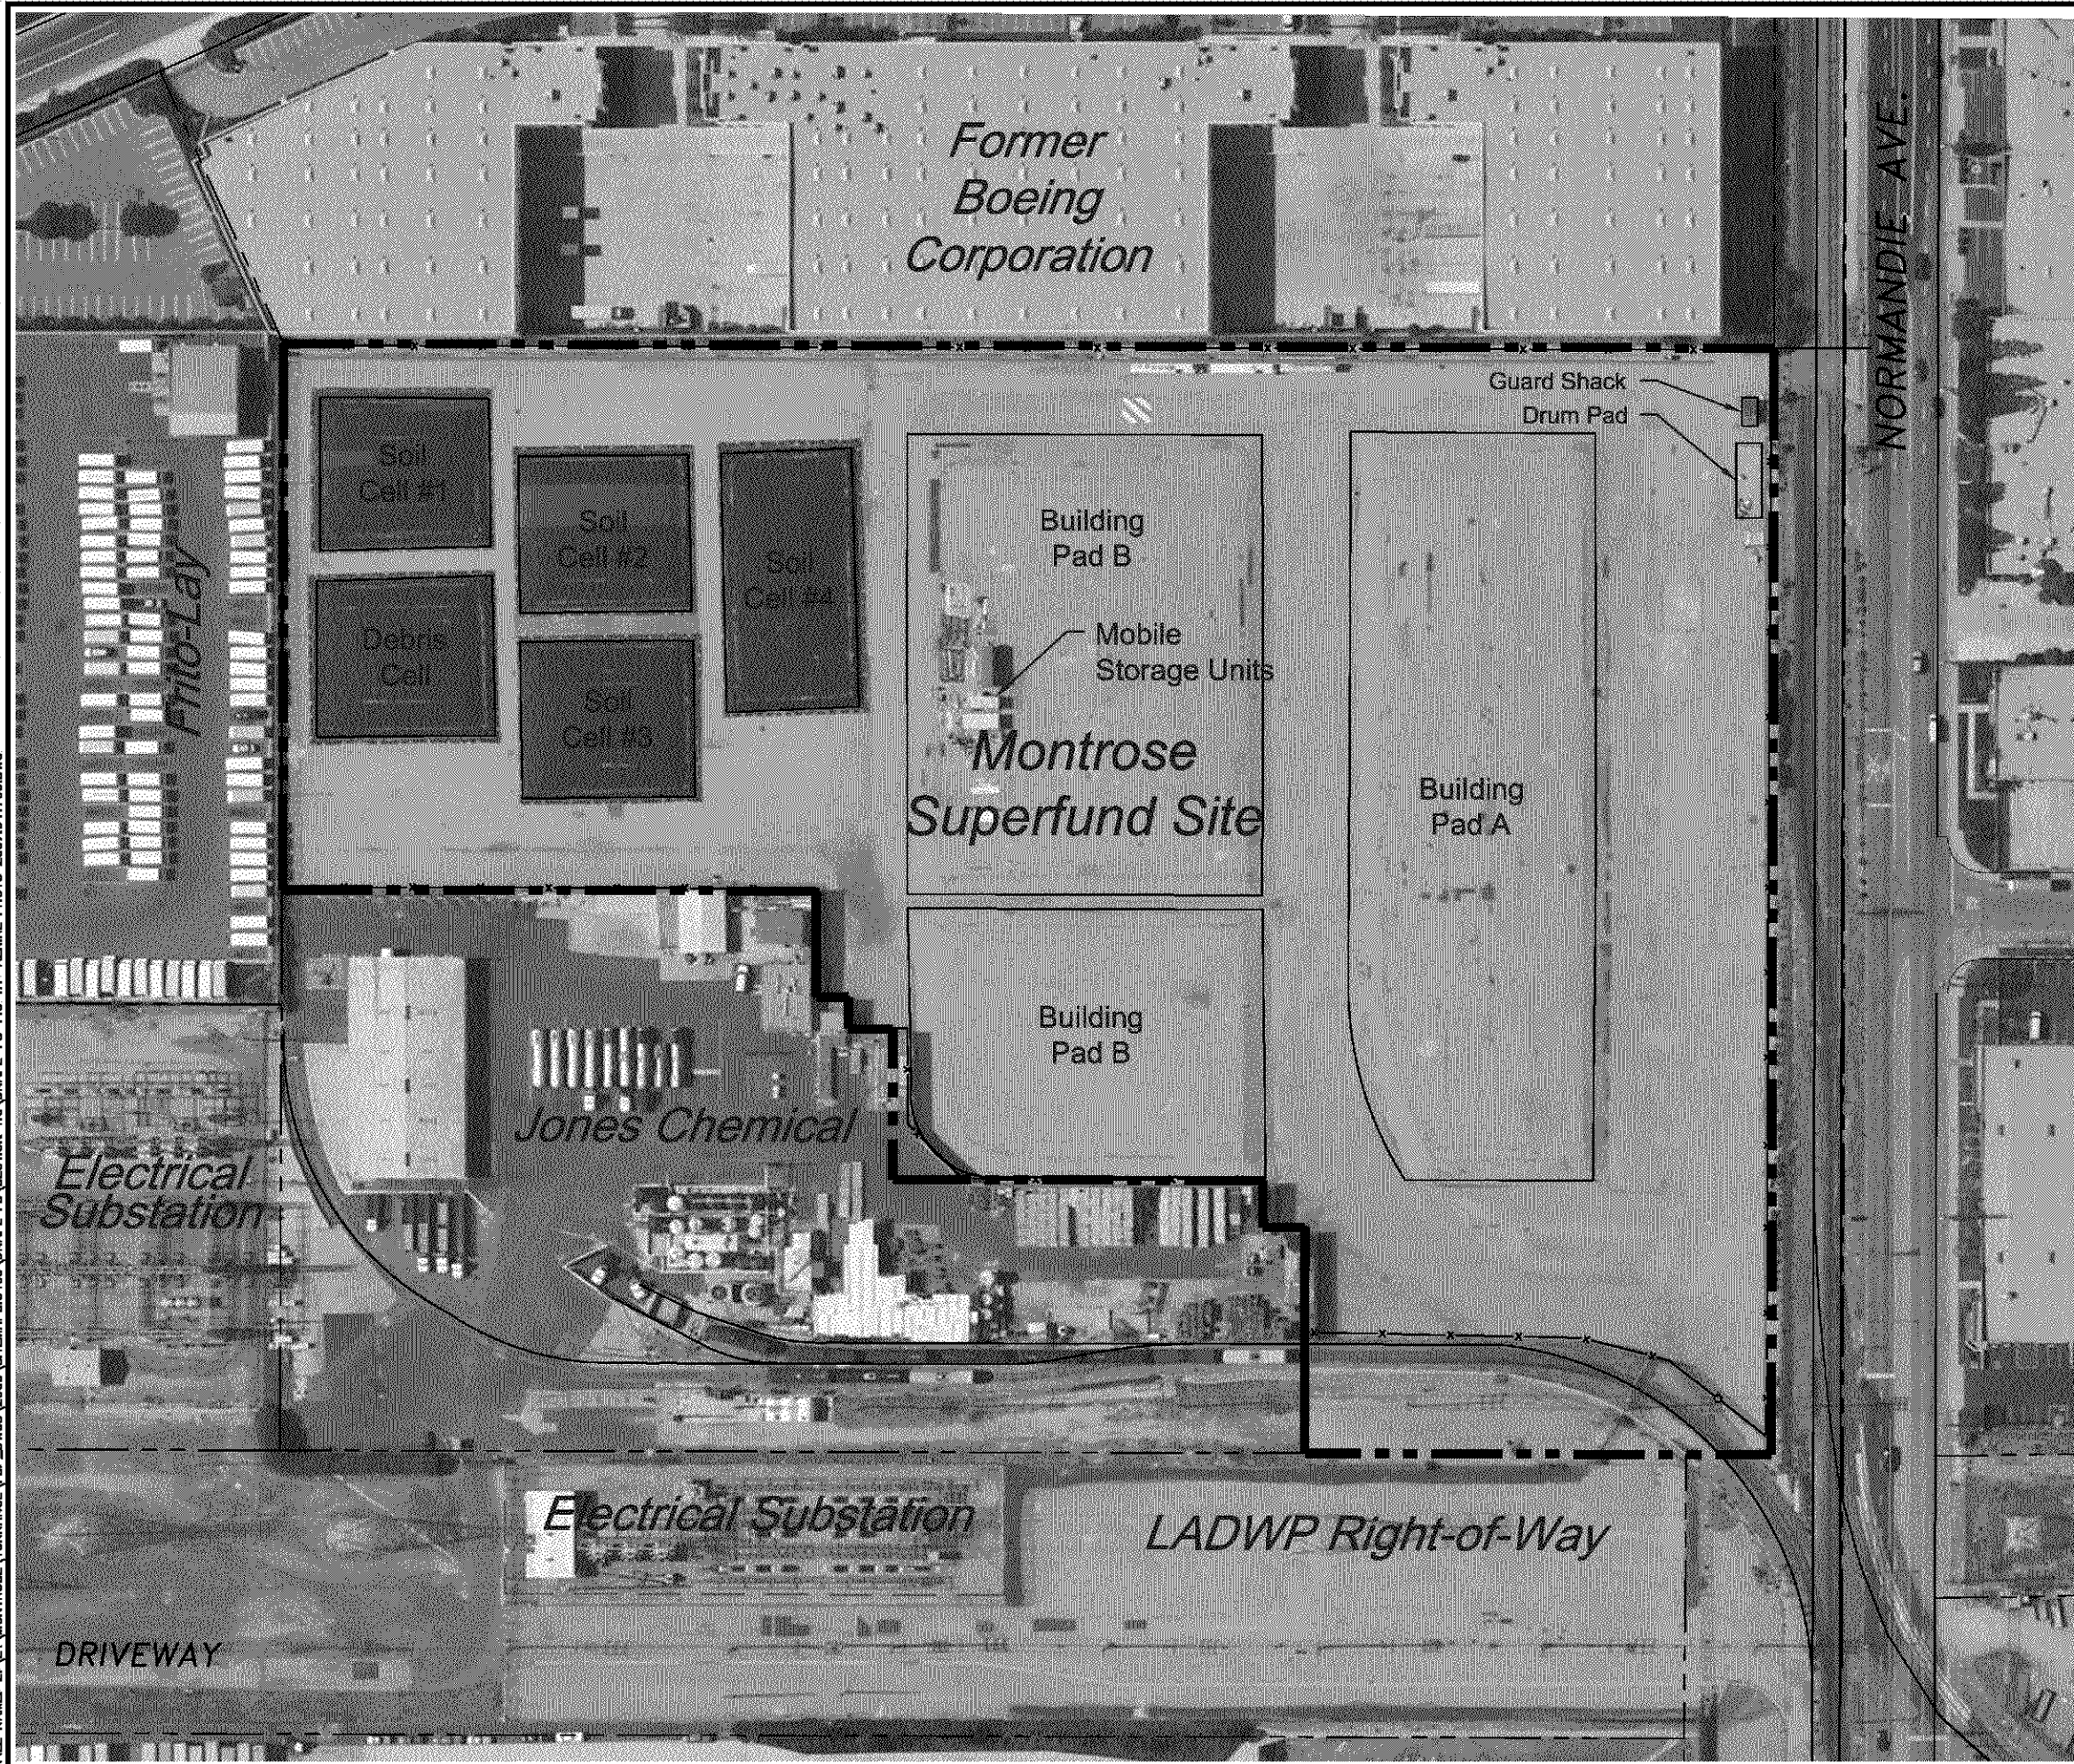 Former
Boeing
Corporation
NORMANDIE AVE.
Guard Shack
Drum Pad
Soil
Cell #1
Soil
Cell #2
Soil
Cell #4
Building
Pad B
Debris
Cell
Soil
Cell #3
Mobile
Storage Units
Frito-Lay
Montrose
Superfund Site
Building
Pad A
Building
Pad B
Jones Chemical
Electrical
Substation
Electrical Substation
LADWP Right-of-Way
DRIVEWAY